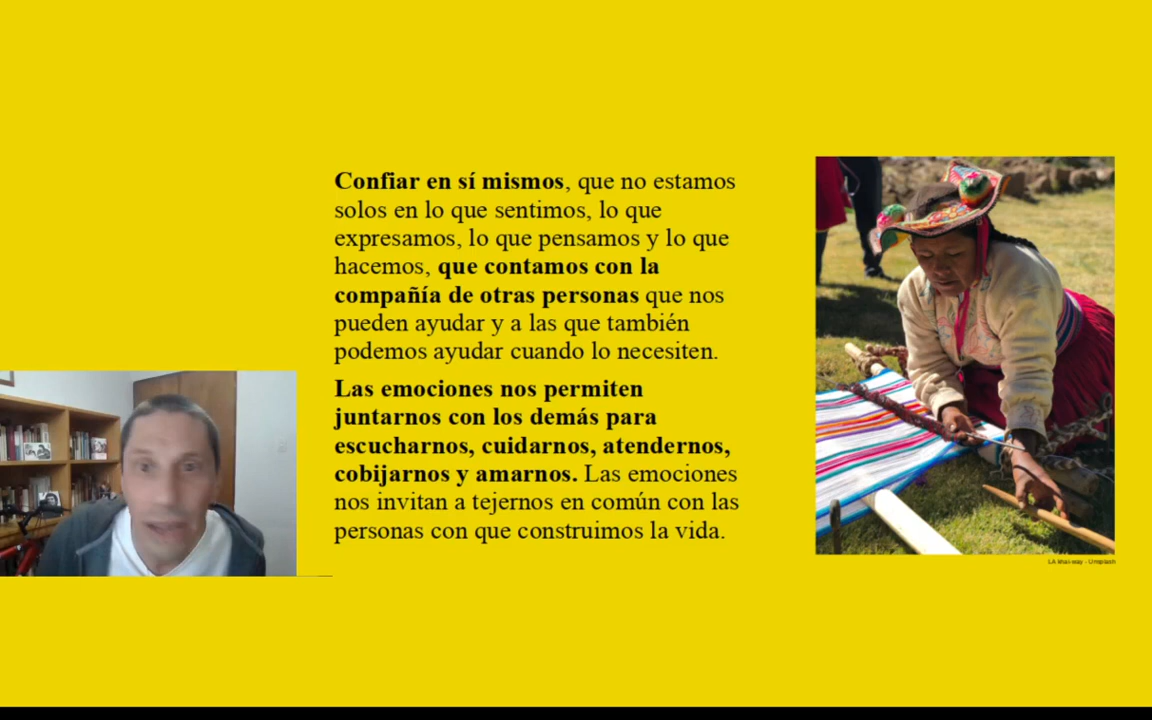 Confiar en sí mismos, que no estamos
solos en lo que sentimos, lo que
expresamos, lo que pensamos y lo que
hacemos, que contamos con la
compañía de otras personas que nos
pueden ayudar y a las que también
podemos ayudar cuando lo necesiten.
Las emociones nos permiten
juntarnos con los demás para
escucharnos, cuidarnos, atendernos,
cobijarnos y amarnos. Las emociones
nos invitan a tejernos en común con las
personas con que construimos la vida.
LA - Unsplash